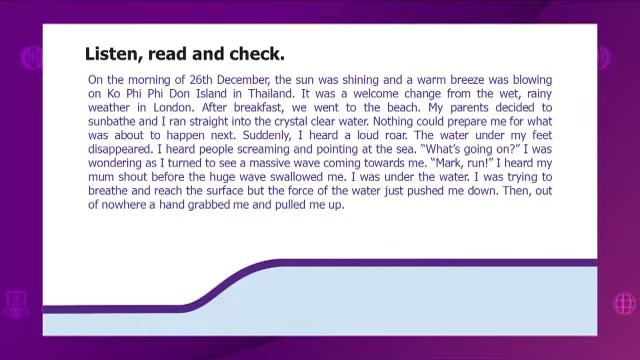 Listen, read and check.
On the morning of 26th December, the sun was shining and a warm breeze was blowing
on Ko Phi Phi Don Island in Thailand. It was a welcome change from the wet, rainy
weather in London. After breakfast, we went to the beach. My parents decided to
sunbathe and I ran straight into the crystal clear water. Nothing could prepare me for what
was about to happen next. Suddenly, I heard a loud roar. The water under my feet
disappeared. I heard people screaming and pointing at the sea. “What’s going on?” I was
wondering as I turned to see a massive wave coming towards me. “Mark, run!” I heard my
mum shout before the huge wave swallowed me. I was under the water. I was trying to
breathe and reach the surface but the force of the water just pushed me down. Then, out
of nowhere a hand grabbed me and pulled me up.